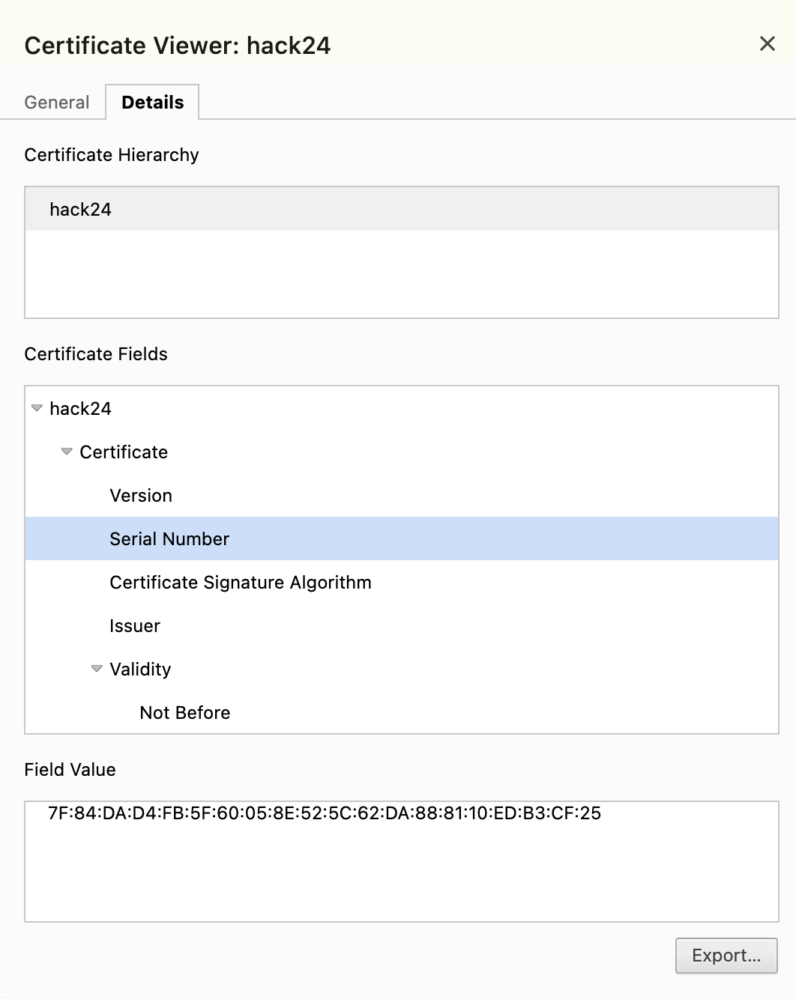 Certificate Viewer: hack24
General
Details
Certificate Hierarchy
hack24
Certificate Fields
hack24
Certificate
Version
Serial Number
Certificate Signature Algorithm
Issuer
Validity
Not Before
Field Value
7F:84:DA:D4:FB:5F:60:05:8E:52:5C:62:DA:88:81:10:ED:B3:CF:25
Export...